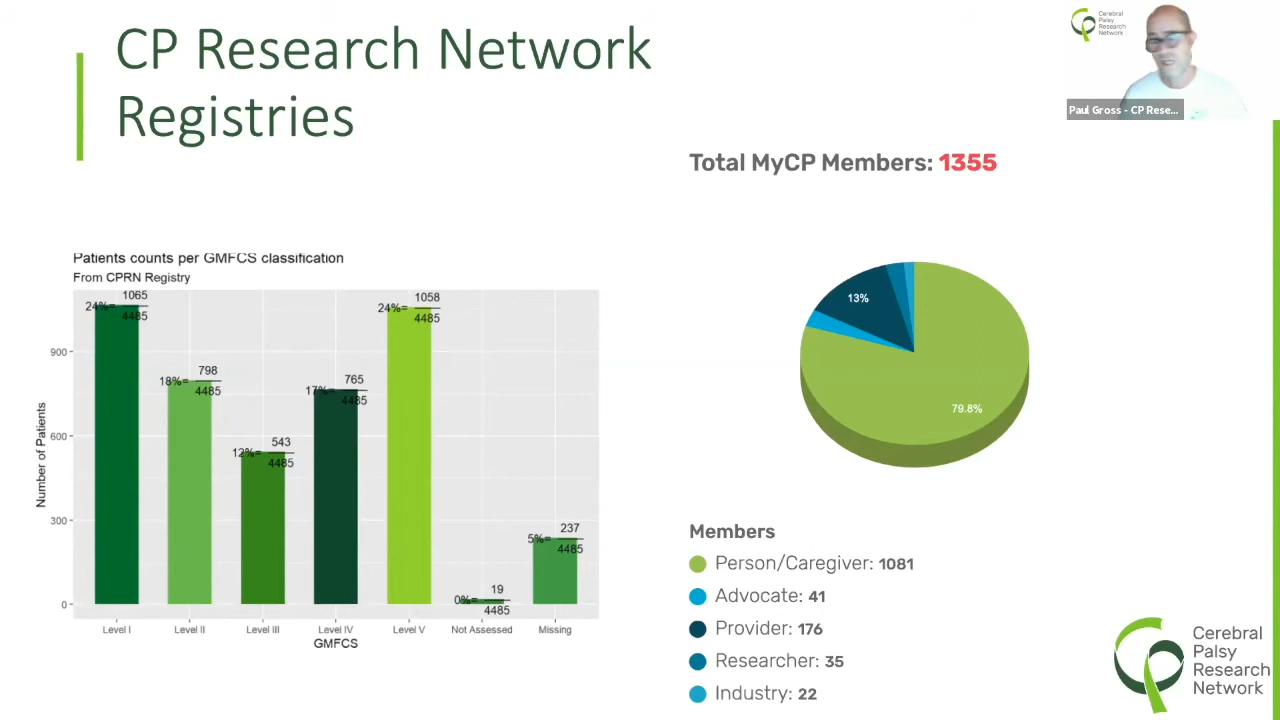 CP Research Network
Registries
Cerebral
Palsy
Research
Network
Paul Gross - CP Rese...
Total MyCP Members: 1355
Patients counts per GMFCS classification
From CPRN Registry
Number of Patients
900
600
300
0
24%= 1065
4485
18%= 798
4485
12%= 543
4485
17%= 765
4485
24%= 1058
4485
0%= 19
4485
5%= 237
4485
Level I
Level II
Level III
Level IV
Level V
Not Assessed
Missing
GMFCS
13%
79.8%
Members
Person/Caregiver: 1081
Advocate: 41
Provider: 176
Researcher: 35
Industry: 22
Cerebral
Palsy
Research
Network